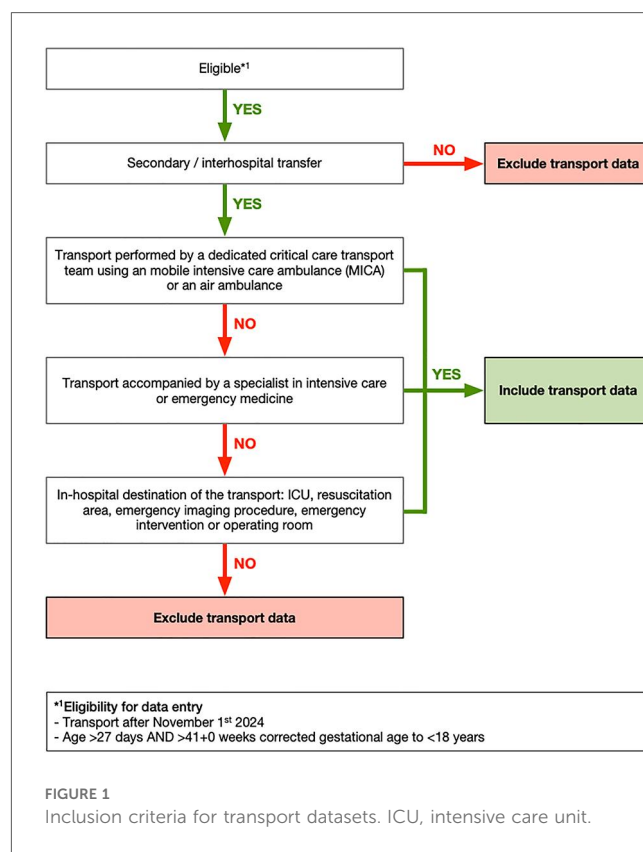 Eligible*1
YES
Secondary / interhospital transfer
NO
Exclude transport data
YES
Transport performed by a dedicated critical care transport
team using an mobile intensive care ambulance (MICA)
or an air ambulance
NO
Transport accompanied by a specialist in intensive care
or emergency medicine
YES
Include transport data
NO
In-hospital destination of the transport: ICU, resuscitation
area, emergency imaging procedure, emergency
intervention or operating room
NO
Exclude transport data
*1Eligibility for data entry
- Transport after November 1st 2024
- Age >27 days AND >41+0 weeks corrected gestational age to <18 years
FIGURE 1
Inclusion criteria for transport datasets. ICU, intensive care unit.